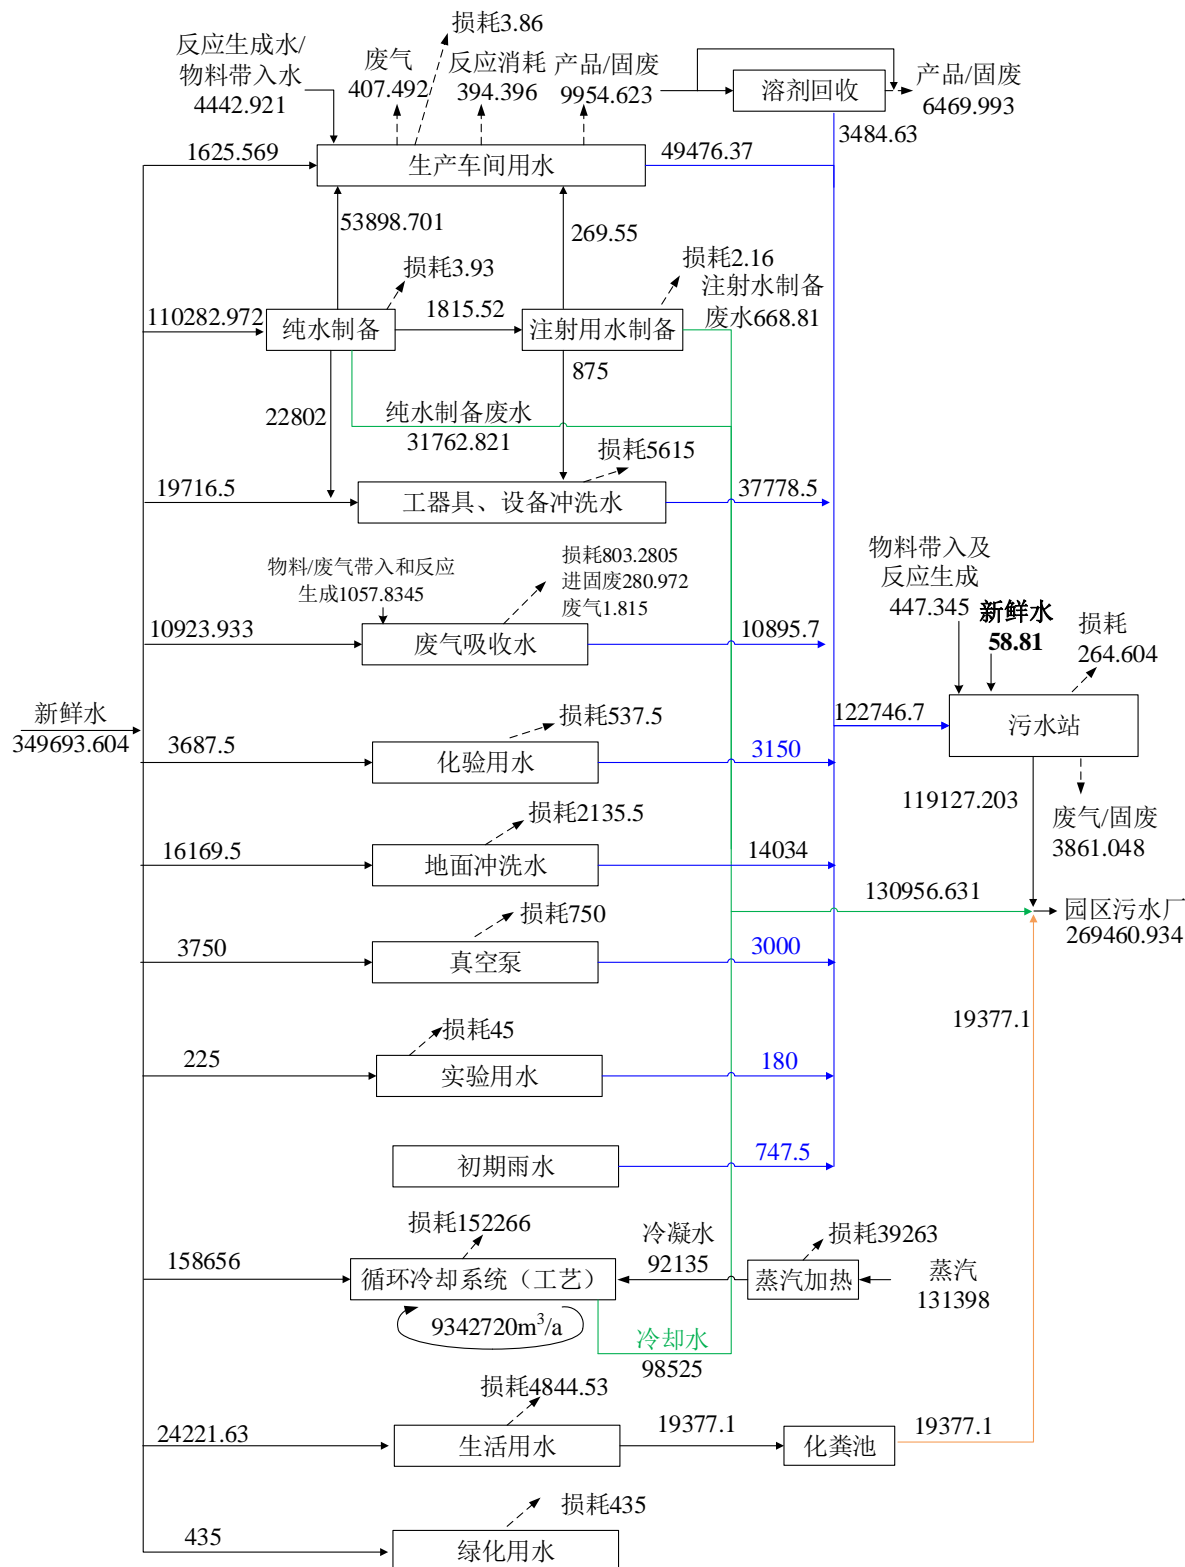 损耗3.86
反应生成水/
物料带入水
4442.921
废气
407.492
反应消耗
394.396
产品/固废
9954.623
溶剂回收
产品/固废
6469.993
3484.63
1625.569
生产车间用水
49476.37
53898.701
269.55
损耗3.93
损耗2.16
注射水制备
废水668.81
110282.972
纯水制备
1815.52
注射用水制备
875
22802
纯水制备废水
31762.821
损耗5615
19716.5
工器具、设备冲洗水
37778.5
物料/废气带入和反应
生成1057.8345
损耗803.2805
进固废280.972
废气1.815
10923.933
废气吸收水
10895.7
物料带入及
反应生成
447.345
新鲜水
58.81
损耗
264.604
新鲜水
349693.604
损耗537.5
3687.5
化验用水
3150
122746.7
污水站
119127.203
废气/固废
3861.048
损耗2135.5
16169.5
地面冲洗水
14034
130956.631
园区污水厂
269460.934
损耗750
3750
真空泵
3000
19377.1
损耗45
225
实验用水
180
初期雨水
747.5
损耗152266
158656
循环冷却系统（工艺）
9342720m³/a
冷凝水
92135
损耗39263
蒸汽加热
蒸汽
131398
冷却水
98525
损耗4844.53
24221.63
生活用水
19377.1
化粪池
19377.1
损耗435
435
绿化用水